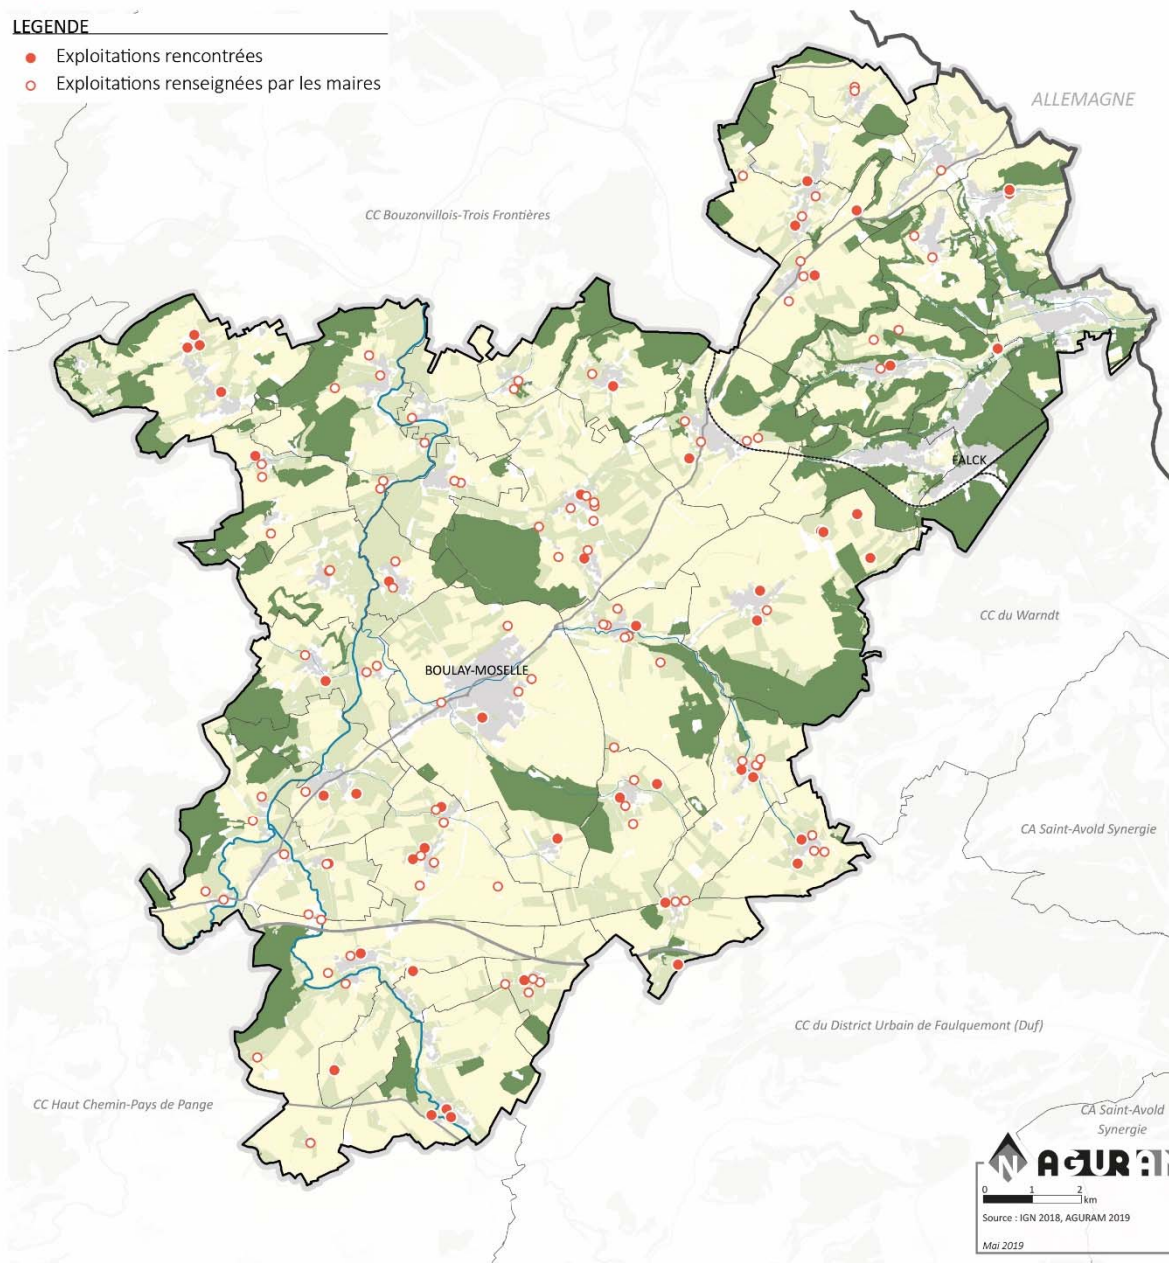 LEGENDE
Exploitations rencontrées
Exploitations renseignées par les maires
ALLEMAGNE
CC Bouzonvillois-Trois Frontières
FALCK
CC du Warndt
BOULAY-MOSELLE
CA Saint-Avold Synergie
CC du District Urbain de Faulquemont (Duf)
CC Haut Chemin-Pays de Pange
CA Saint-Avold
Synergie
N AGURAM
0 1 2
km
Source : IGN 2018, AGURAM 2019
Mai 2019